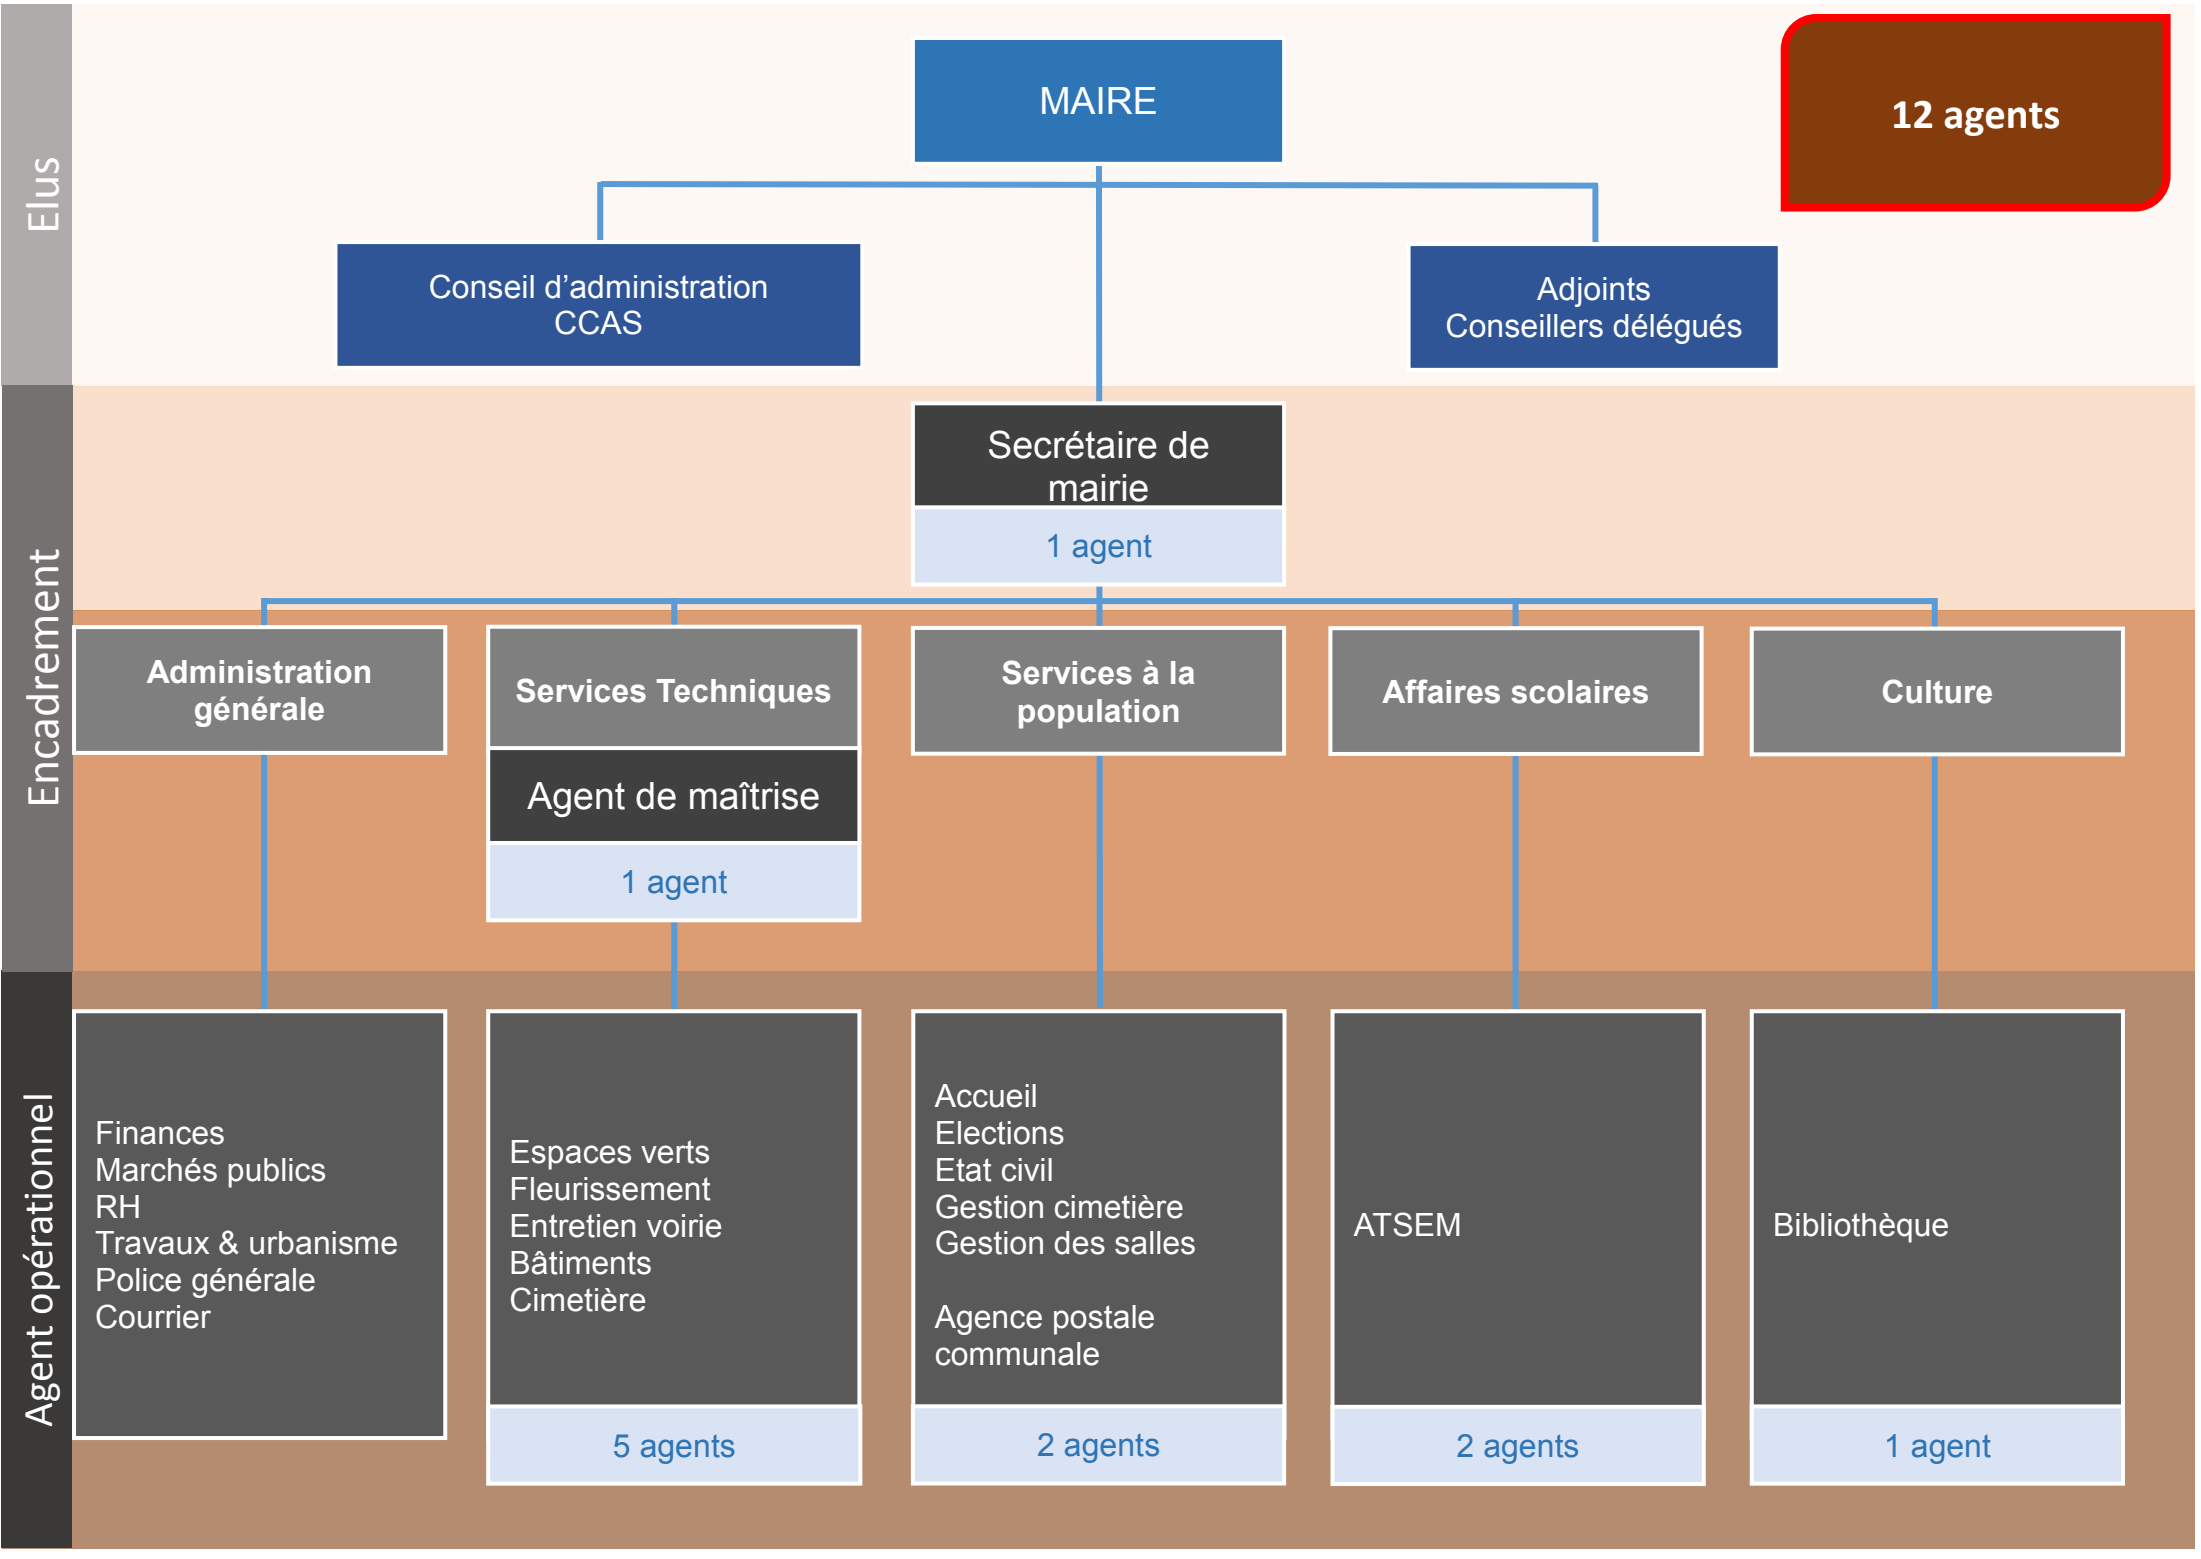 Elus
MAIRE
12 agents
Conseil d’administration
CCAS
Adjoints
Conseillers délégués
Encadrement
Secrétaire de
mairie
1 agent
Administration
générale
Services Techniques
Agent de maîtrise
1 agent
Services à la
population
Affaires scolaires
Culture
Agent opérationnel
Finances
Marchés publics
RH
Travaux & urbanisme
Police générale
Courrier
Espaces verts
Fleurissement
Entretien voirie
Bâtiments
Cimetière
5 agents
Accueil
Elections
Etat civil
Gestion cimetière
Gestion des salles
Agence postale
communale
2 agents
ATSEM
2 agents
Bibliothèque
1 agent